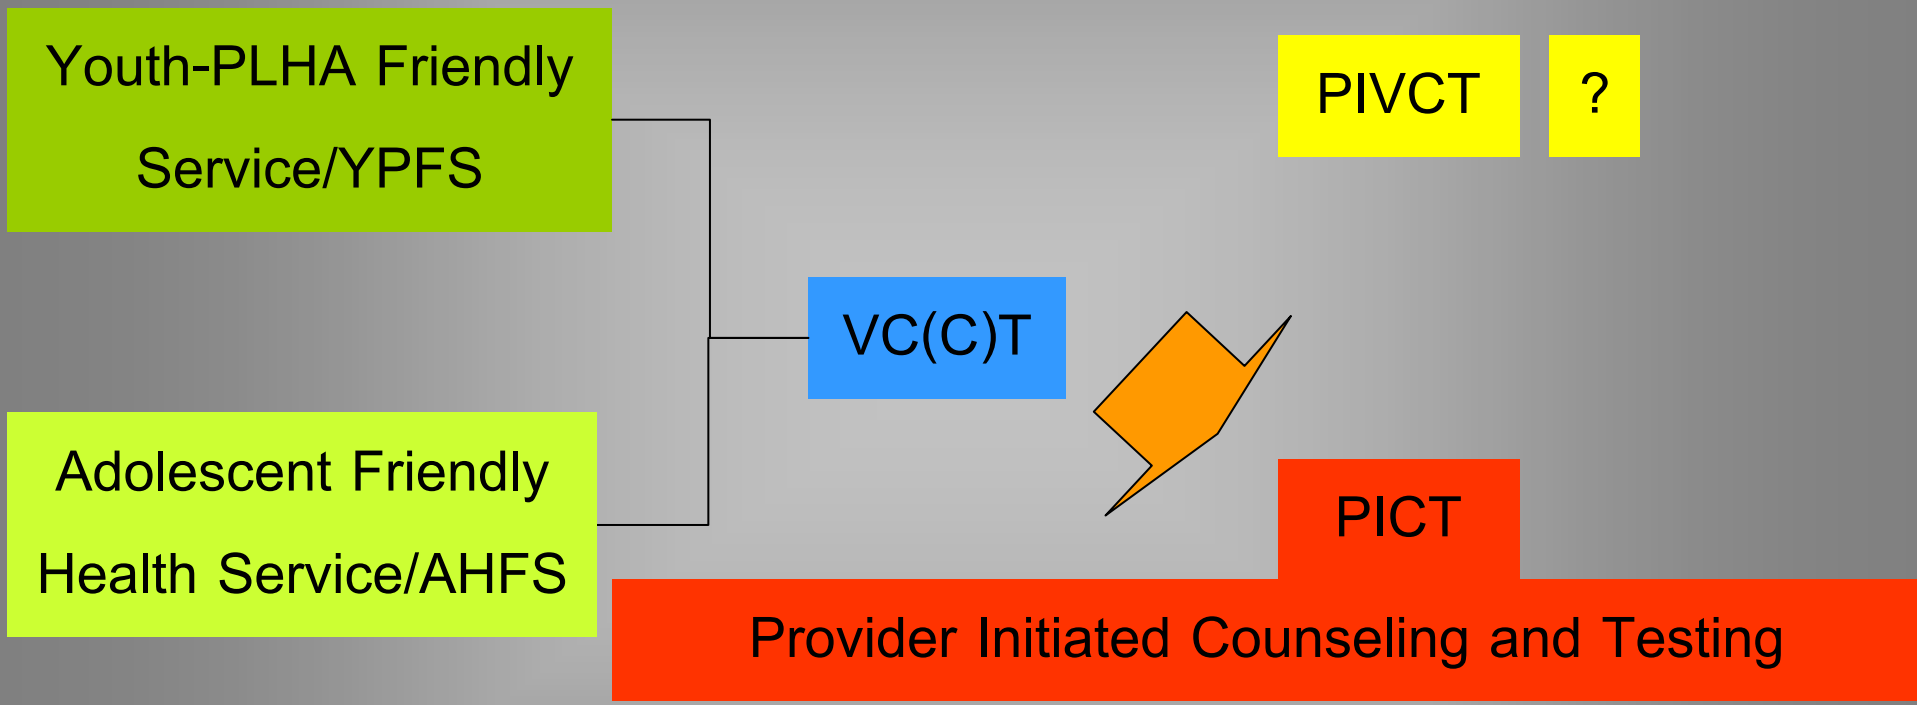 Youth-PLHA Friendly
Service/YPFS
PIVCT
?
VC(C)T
Adolescent Friendly
Health Service/AHFS
PICT
Provider Initiated Counseling and Testing